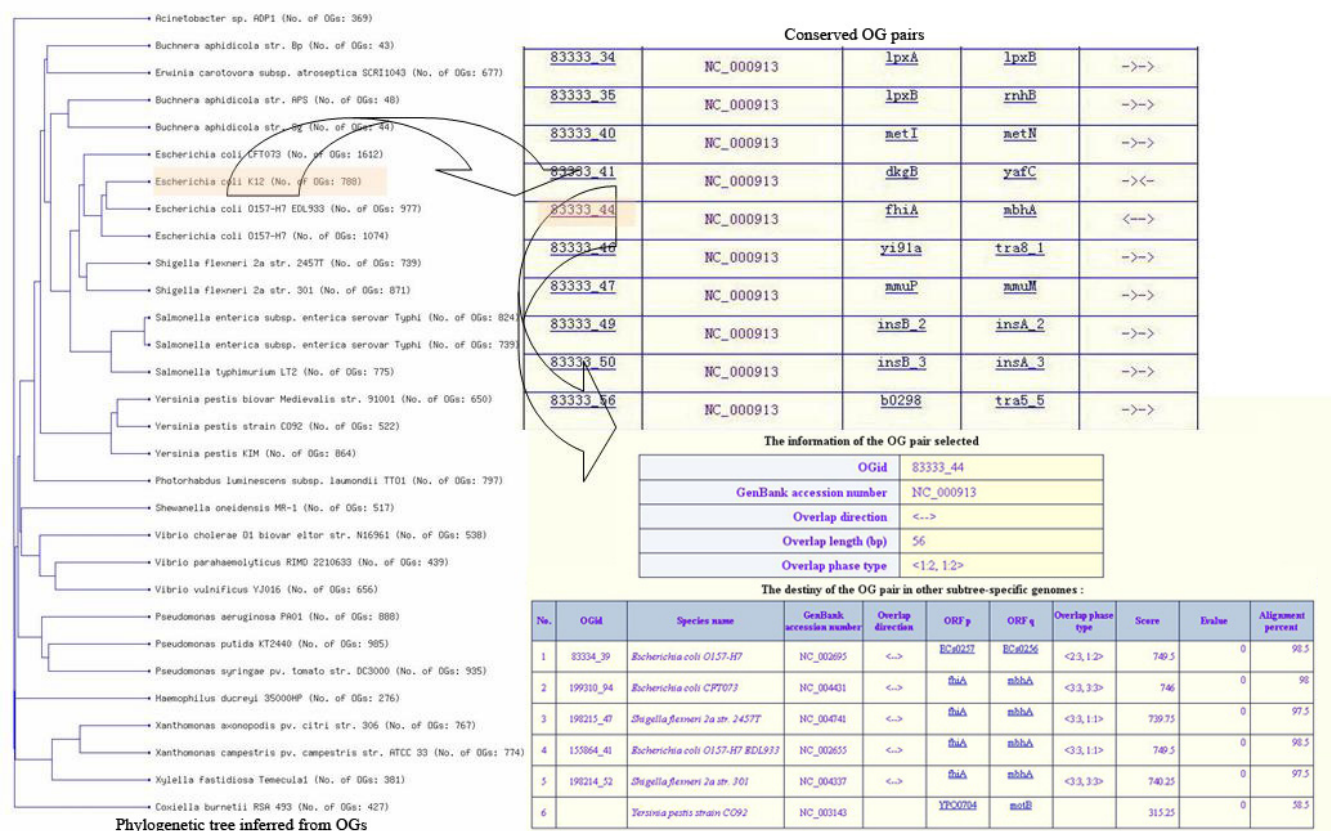 Acinetobacter sp. ADP1 (No. of OGs: 369)
Buchnera aphidicola str. Bp (No. of OGs: 43)
Erwinia carotovora subsp. atroseptica SCRI1043 (No. of OGs: 677)
Buchnera aphidicola str. APS (No. of OGs: 48)
Buchnera aphidicola str. Sg (No. of OGs: 44)
Escherichia coli CFT073 (No. of OGs: 1612)
Escherichia coli K12 (No. of OGs: 788)
Escherichia coli O157-H7 EDL933 (No. of OGs: 977)
Escherichia coli O157-H7 (No. of OGs: 1074)
Shigella flexneri 2a str. 2457T (No. of OGs: 739)
Shigella flexneri 2a str. 301 (No. of OGs: 871)
Salmonella enterica subsp. enterica serovar Typhi (No. of OGs: 824)
Salmonella enterica subsp. enterica serovar Typhi (No. of OGs: 739)
Salmonella typhimurium LT2 (No. of OGs: 775)
Yersinia pestis biovar Medievalis str. 91001 (No. of OGs: 650)
Yersinia pestis strain CO92 (No. of OGs: 522)
Yersinia pestis KIM (No. of OGs: 864)
Photorhabdus luminescens subsp. laumondii TTO1 (No. of OGs: 797)
Shewanella oneidensis MR-1 (No. of OGs: 517)
Vibrio cholerae O1 biovar eltor str. N16961 (No. of OGs: 538)
Vibrio parahaemolyticus RIMD 2210633 (No. of OGs: 439)
Vibrio vulnificus YJ016 (No. of OGs: 656)
Pseudomonas aeruginosa PAO1 (No. of OGs: 888)
Pseudomonas putida KT2440 (No. of OGs: 985)
Pseudomonas syringae pv. tomato str. DC3000 (No. of OGs: 935)
Haemophilus ducreyi 35000HP (No. of OGs: 276)
Xanthomonas axonopodis pv. citri str. 306 (No. of OGs: 767)
Xanthomonas campestris pv. campestris str. ATCC 33 (No. of OGs: 774)
Xylella fastidiosa Temecula1 (No. of OGs: 381)
Coxiella burnetii RSA 493 (No. of OGs: 427)
Phylogenetic tree inferred from OGs
Conserved OG pairs
83333_34 NC_000913 lpxA lpxB ->->
83333_35 NC_000913 lpxB rnhB ->->
83333_40 NC_000913 metI metN ->->
83333_41 NC_000913 dkgB yafC -><-
83333_44 NC_000913 fhiA mbhA <-->
83333_46 NC_000913 yi91a tra8_1 ->->
83333_47 NC_000913 mmuP mmuM ->->
83333_49 NC_000913 insB_2 insA_2 ->->
83333_50 NC_000913 insB_3 insA_3 ->->
83333_56 NC_000913 b0298 tra5_5 ->->
The information of the OG pair selected
OGid 83333_44
GenBank accession number NC_000913
Overlap direction <-->
Overlap length (bp) 56
Overlap phase type <1:2, 1:2>
The destiny of the OG pair in other subtree-specific genomes :
No. OGid Species name GenBank accession number Overlap direction ORF p ORF q Overlap phase type Score Evalue Alignment percent
1 83334_39 Escherichia coli O157-H7 NC_002695 <--> ECs0257 ECs0256 <2:3, 1:2> 749.5 0 98.5
2 199310_94 Escherichia coli CFT073 NC_004431 <--> fhiA mbhA <3:3, 3:3> 746 0 98
3 198215_47 Shigella flexneri 2a str. 2457T NC_004741 <--> fhiA mbhA <3:3, 1:1> 739.75 0 97.5
4 155864_41 Escherichia coli O157-H7 EDL933 NC_002655 <--> fhiA mbhA <3:3, 1:1> 749.5 0 98.5
5 198214_52 Shigella flexneri 2a str. 301 NC_004337 <--> fhiA mbhA <3:3, 3:3> 740.25 0 97.5
6 Yersinia pestis strain CO92 NC_003143 YPO0704 motB 315.25 0 58.5